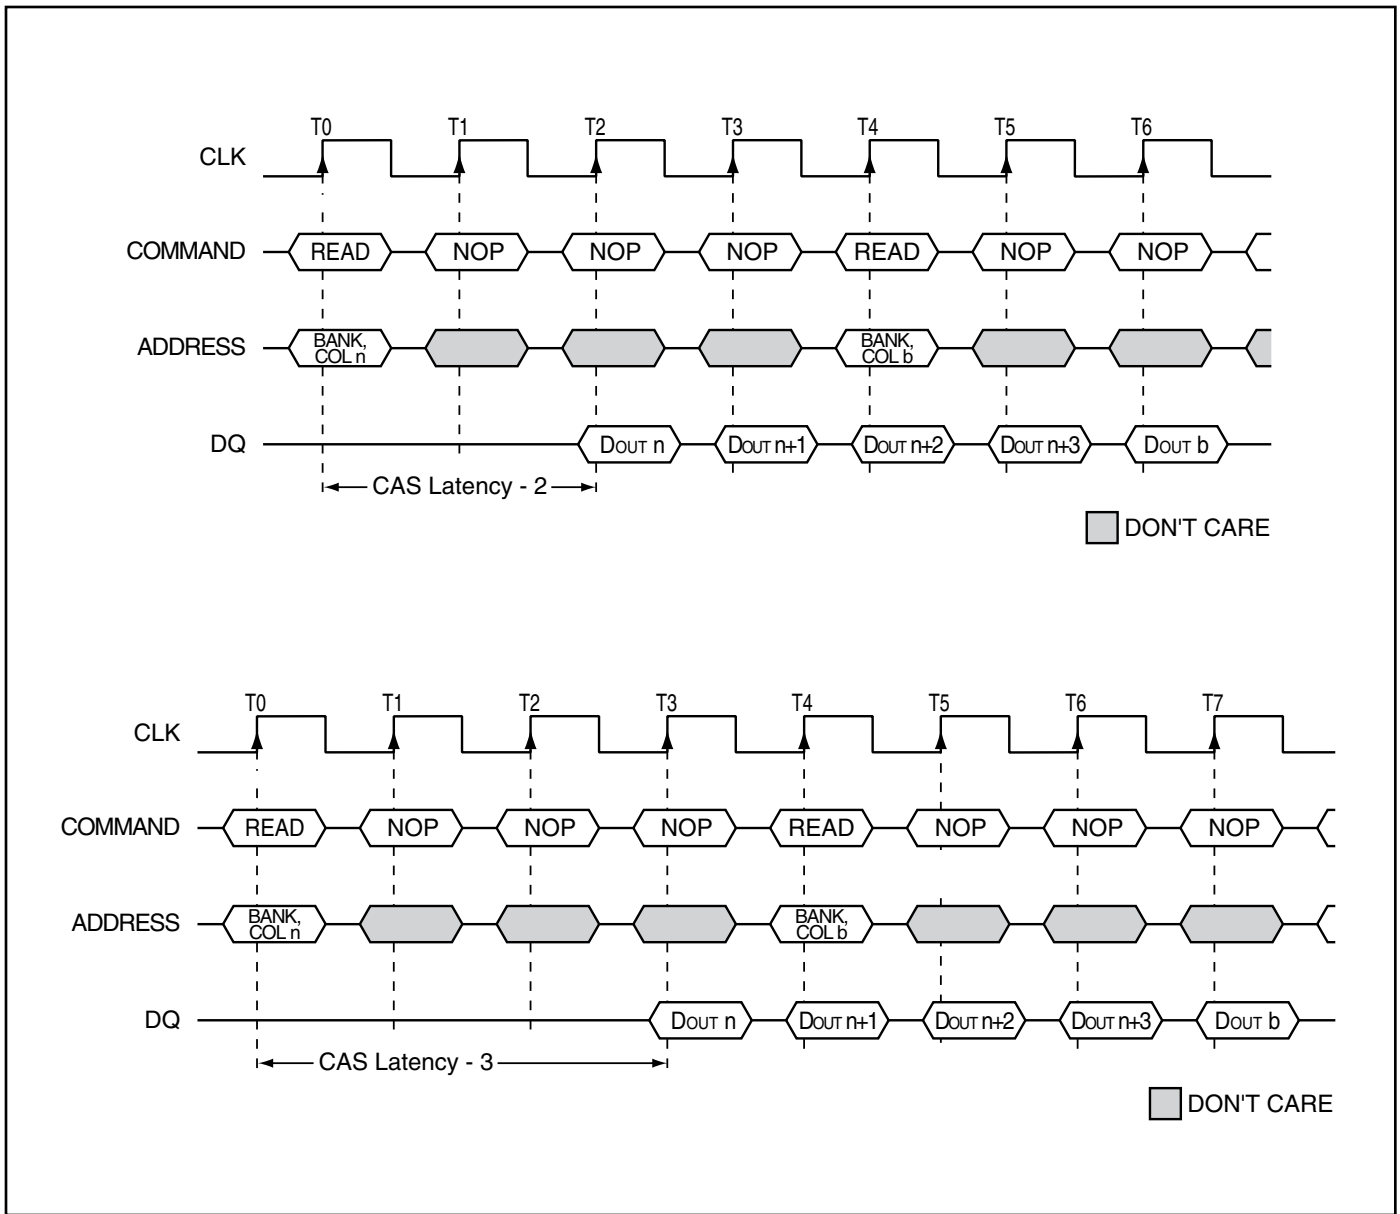 T0 T1 T2 T3 T4 T5 T6
CLK
COMMAND READ NOP NOP NOP READ NOP NOP
ADDRESS BANK, COL n BANK, COL b
DQ DOUT n DOUT n+1 DOUT n+2 DOUT n+3 DOUT b
CAS Latency - 2
DON'T CARE
T0 T1 T2 T3 T4 T5 T6 T7
CLK
COMMAND READ NOP NOP NOP READ NOP NOP NOP
ADDRESS BANK, COL n BANK, COL b
DQ DOUT n DOUT n+1 DOUT n+2 DOUT n+3 DOUT b
CAS Latency - 3
DON'T CARE